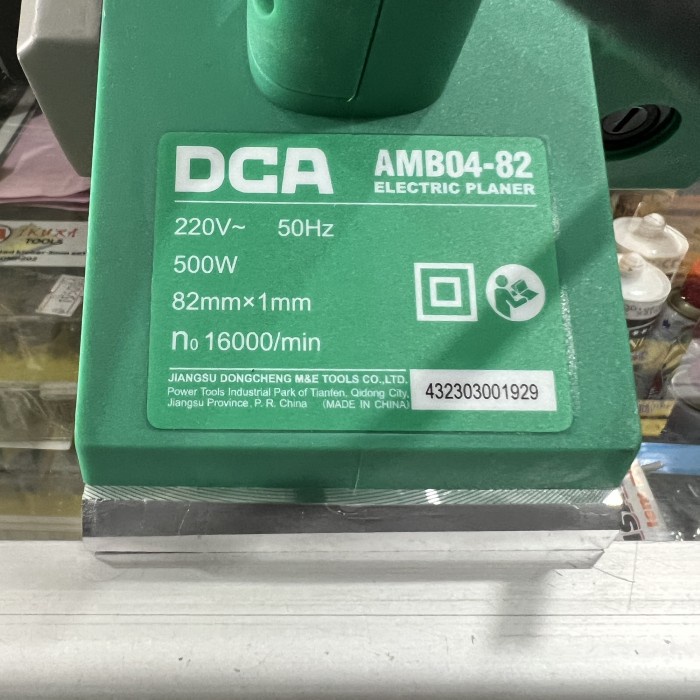 DCA
AMB04-82
ELECTRIC PLANER
220V~ 50Hz
500W
82mm×1mm
n0 16000/min
JIANGSU DONGCHENG M&E TOOLS CO.,LTD.
Power Tools Industrial Park of Tianfen, Qidong City,
Jiangsu Province, P. R. China (MADE IN CHINA)
432303001929
TOOLS